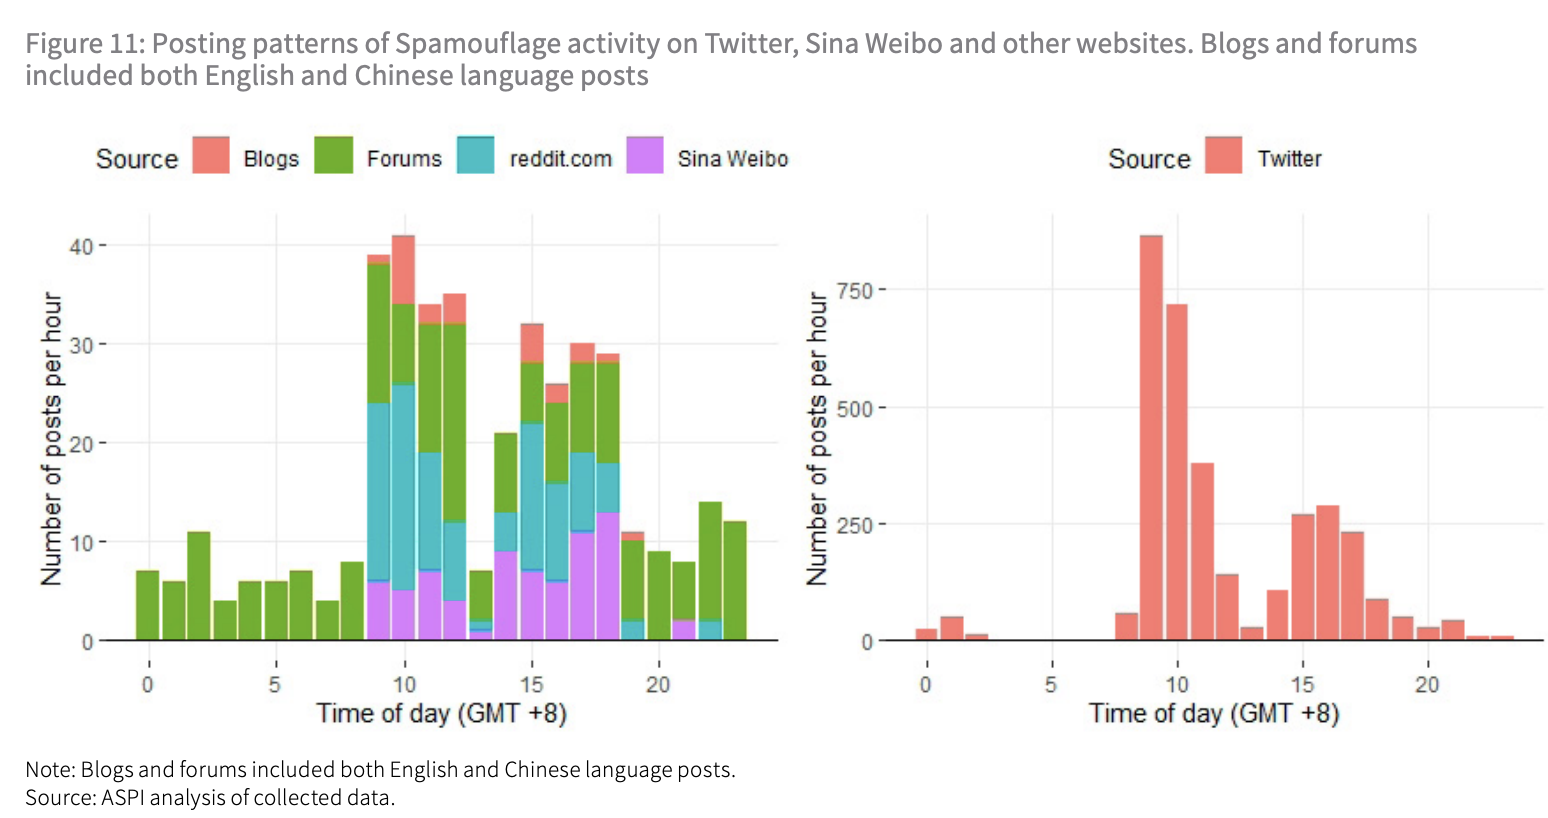 Figure 11: Posting patterns of Spamouflage activity on Twitter, Sina Weibo and other websites. Blogs and forums
included both English and Chinese language posts
Source Blogs Forums reddit.com Sina Weibo
Number of posts per hour
40
30
20
10
0
0 5 10 15 20
Time of day (GMT +8)
Source Twitter
Number of posts per hour
750
500
250
0
0 5 10 15 20
Time of day (GMT +8)
Note: Blogs and forums included both English and Chinese language posts.
Source: ASPI analysis of collected data.